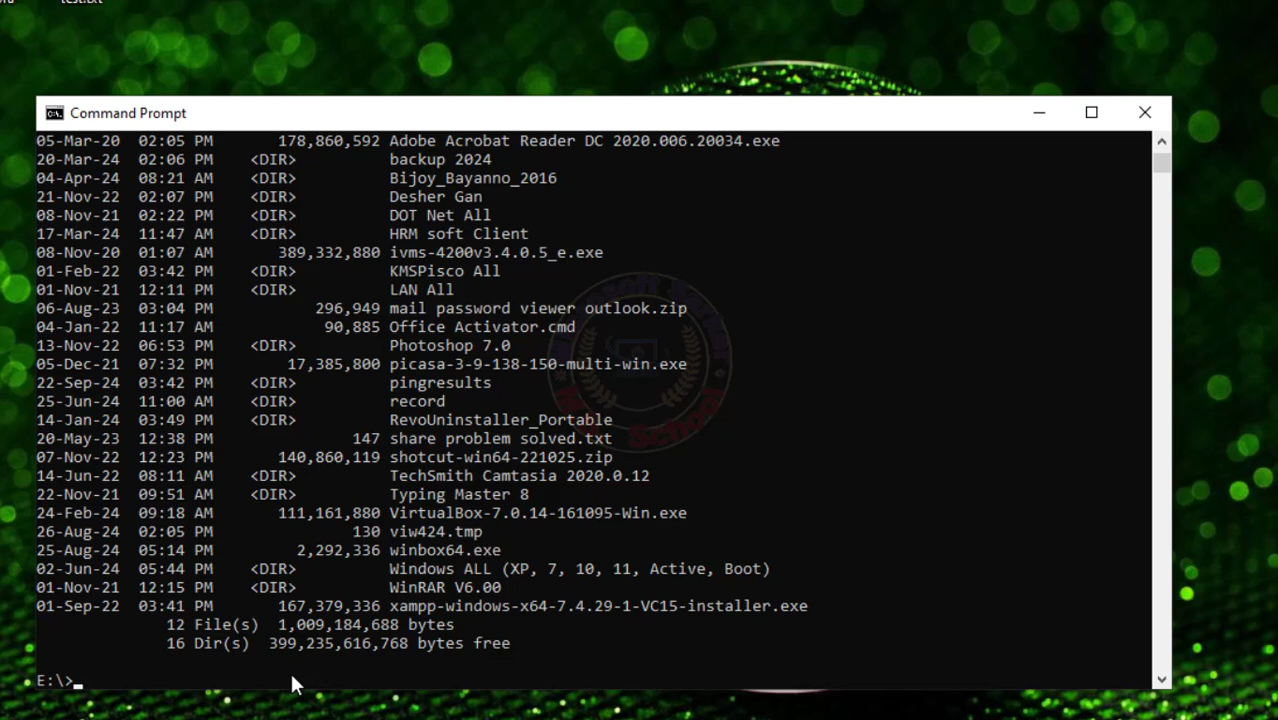 test.txt
Command Prompt
05-Mar-20 02:05 PM 178,860,592 Adobe Acrobat Reader DC 2020.006.20034.exe
20-Mar-24 02:06 PM <DIR> backup 2024
04-Apr-24 08:21 AM <DIR> Bijoy_Bayanno_2016
21-Nov-22 02:07 PM <DIR> Desher Gan
08-Nov-21 02:22 PM <DIR> DOT Net All
17-Mar-24 11:47 AM <DIR> HRM soft Client
08-Nov-20 01:07 AM 389,332,880 ivms-4200v3.4.0.5_e.exe
01-Feb-22 03:42 PM <DIR> KMSPisco All
01-Nov-21 12:11 PM <DIR> LAN All
06-Aug-23 03:04 PM 296,949 mail password viewer outlook.zip
04-Jan-22 11:17 AM 90,885 Office Activator.cmd
13-Nov-22 06:53 PM <DIR> Photoshop 7.0
05-Dec-21 07:32 PM 17,385,800 picasa-3-9-138-150-multi-win.exe
22-Sep-24 03:42 PM <DIR> pingresults
25-Jun-24 11:00 AM <DIR> record
14-Jan-24 03:49 PM <DIR> RevoUninstaller_Portable
20-May-23 12:38 PM 147 share problem solved.txt
07-Nov-22 12:23 PM 140,860,119 shotcut-win64-221025.zip
14-Jun-22 08:11 AM <DIR> TechSmith Camtasia 2020.0.12
22-Nov-21 09:51 AM <DIR> Typing Master 8
24-Feb-24 09:18 AM 111,161,880 VirtualBox-7.0.14-161095-Win.exe
26-Aug-24 02:05 PM 130 viw424.tmp
25-Aug-24 05:14 PM 2,292,336 winbox64.exe
02-Jun-24 05:44 PM <DIR> Windows ALL (XP, 7, 10, 11, Active, Boot)
01-Nov-21 12:15 PM <DIR> WinRAR V6.00
01-Sep-22 03:41 PM 167,379,336 xampp-windows-x64-7.4.29-1-VC15-installer.exe
12 File(s) 1,009,184,688 bytes
16 Dir(s) 399,235,616,768 bytes free
E:\>